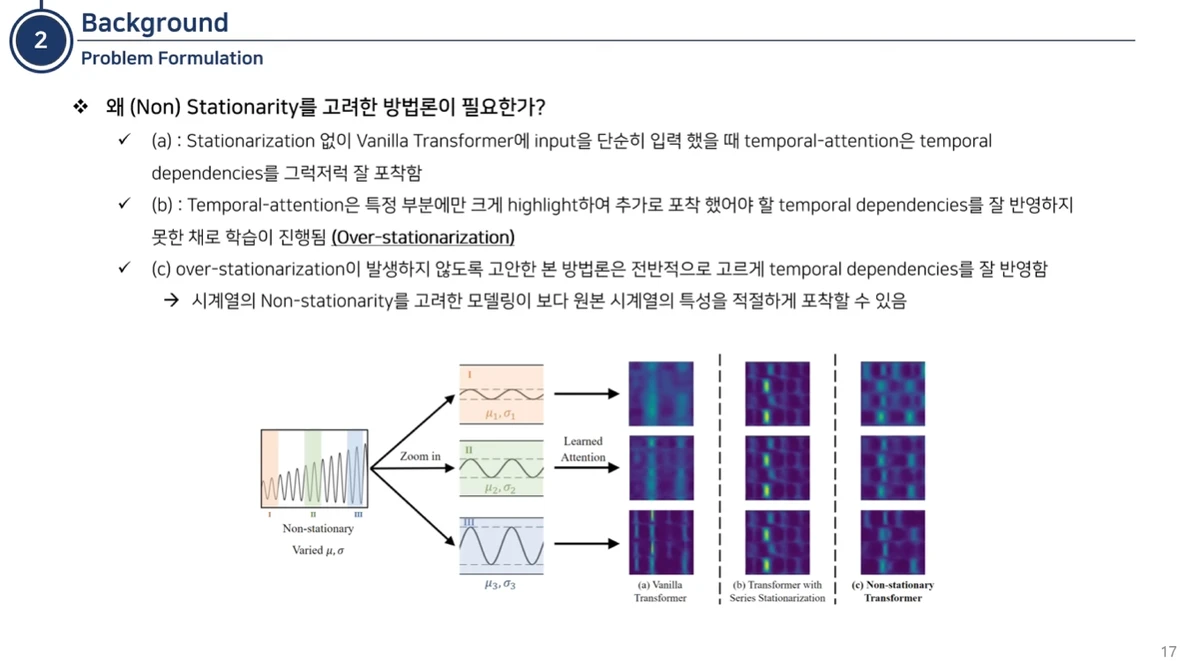 2
Background
Problem Formulation
❖ 왜 (Non) Stationarity를 고려한 방법론이 필요한가?
✓ (a) : Stationarization 없이 Vanilla Transformer에 input을 단순히 입력 했을 때 temporal-attention은 temporal
dependencies를 그럭저럭 잘 포착함
✓ (b) : Temporal-attention은 특정 부분에만 크게 highlight하여 추가로 포착 했어야 할 temporal dependencies를 잘 반영하지
못한 채로 학습이 진행됨 (Over-stationarization)
✓ (c) over-stationarization이 발생하지 않도록 고안한 본 방법론은 전반적으로 고르게 temporal dependencies를 잘 반영함
→ 시계열의 Non-stationarity를 고려한 모델링이 보다 원본 시계열의 특성을 적절하게 포착할 수 있음
I II III
Non-stationary
Varied μ, σ
Zoom in
I
μ₁, σ₁
II
μ₂, σ₂
III
μ₃, σ₃
Learned
Attention
(a) Vanilla
Transformer
(b) Transformer with
Series Stationarization
(c) Non-stationary
Transformer
17